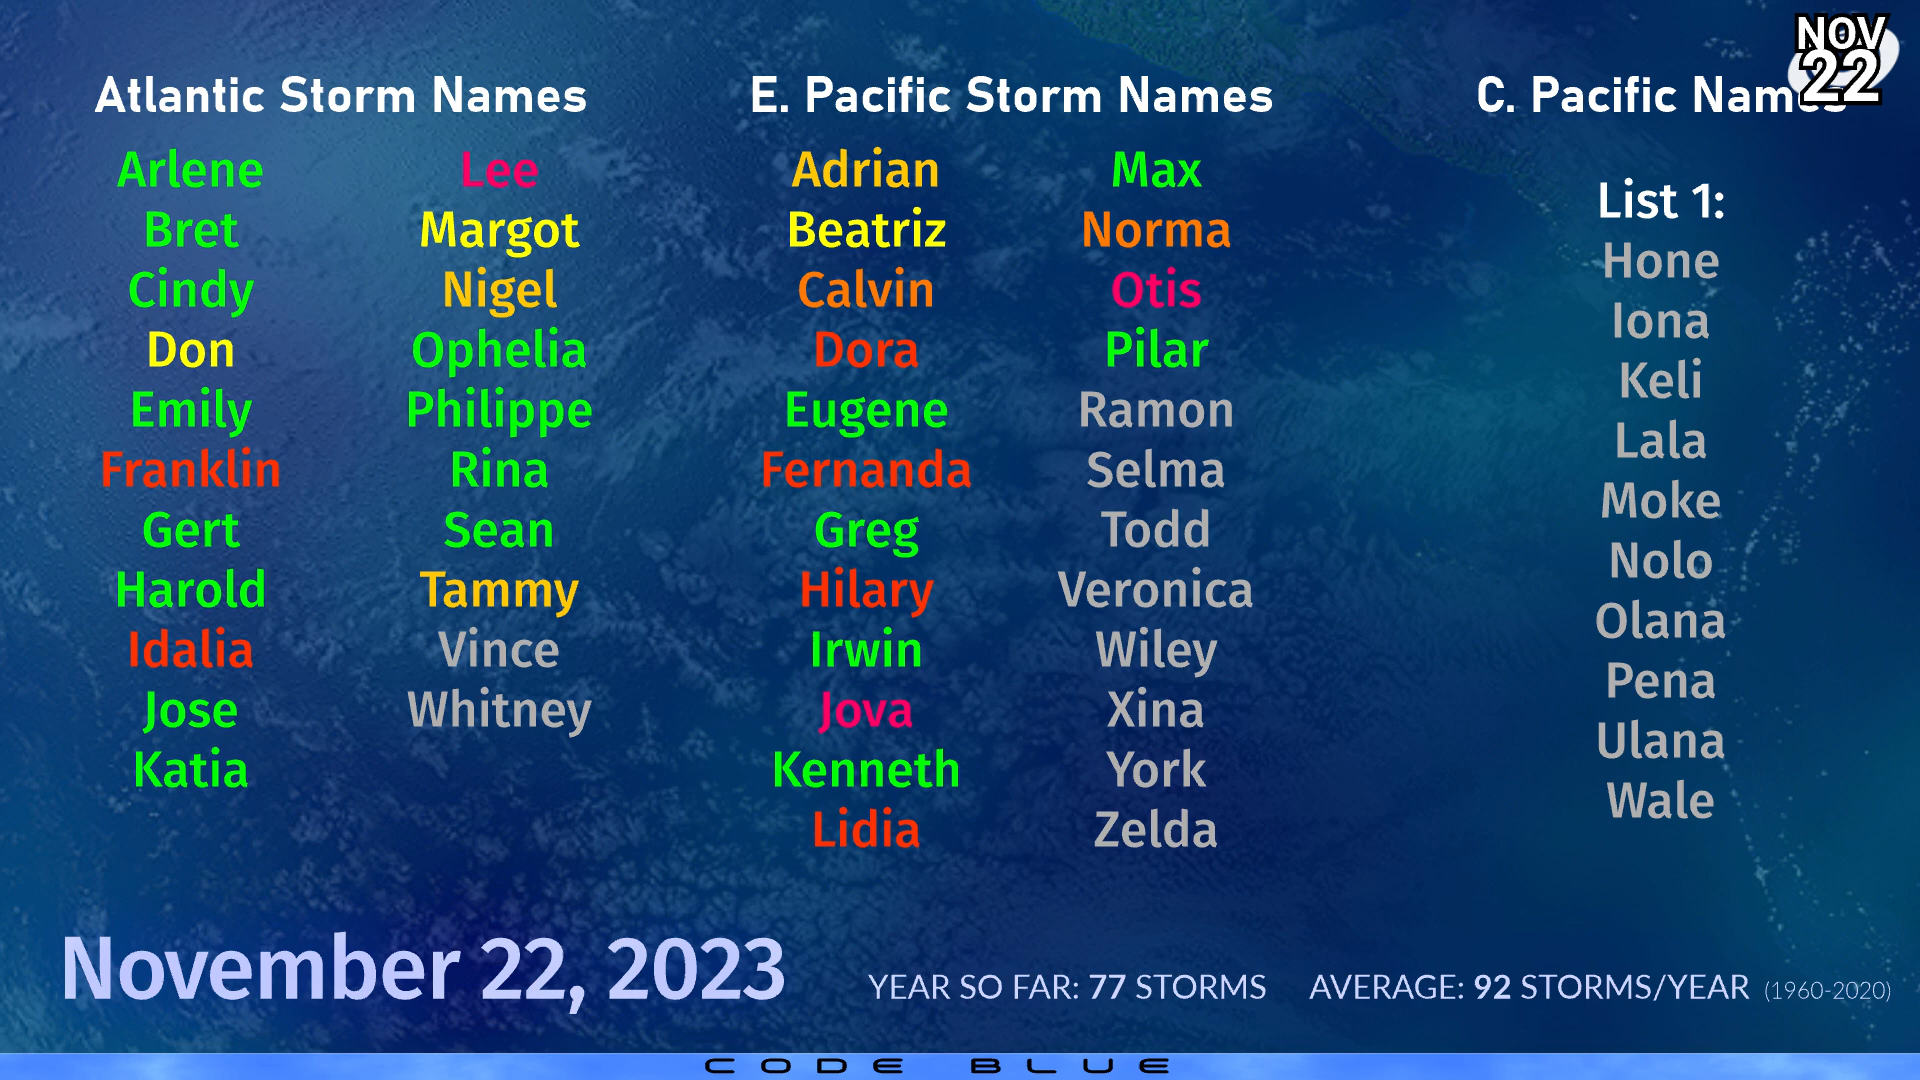 NOV
22
Atlantic Storm Names
Arlene
Bret
Cindy
Don
Emily
Franklin
Gert
Harold
Idalia
Jose
Katia
Lee
Margot
Nigel
Ophelia
Philippe
Rina
Sean
Tammy
Vince
Whitney
E. Pacific Storm Names
Adrian
Beatriz
Calvin
Dora
Eugene
Fernanda
Greg
Hilary
Irwin
Jova
Kenneth
Lidia
Max
Norma
Otis
Pilar
Ramon
Selma
Todd
Veronica
Wiley
Xina
York
Zelda
C. Pacific Names
List 1:
Hone
Iona
Keli
Lala
Moke
Nolo
Olana
Pena
Ulana
Wale
November 22, 2023
YEAR SO FAR: 77 STORMS AVERAGE: 92 STORMS/YEAR (1960-2020)
CODE BLUE